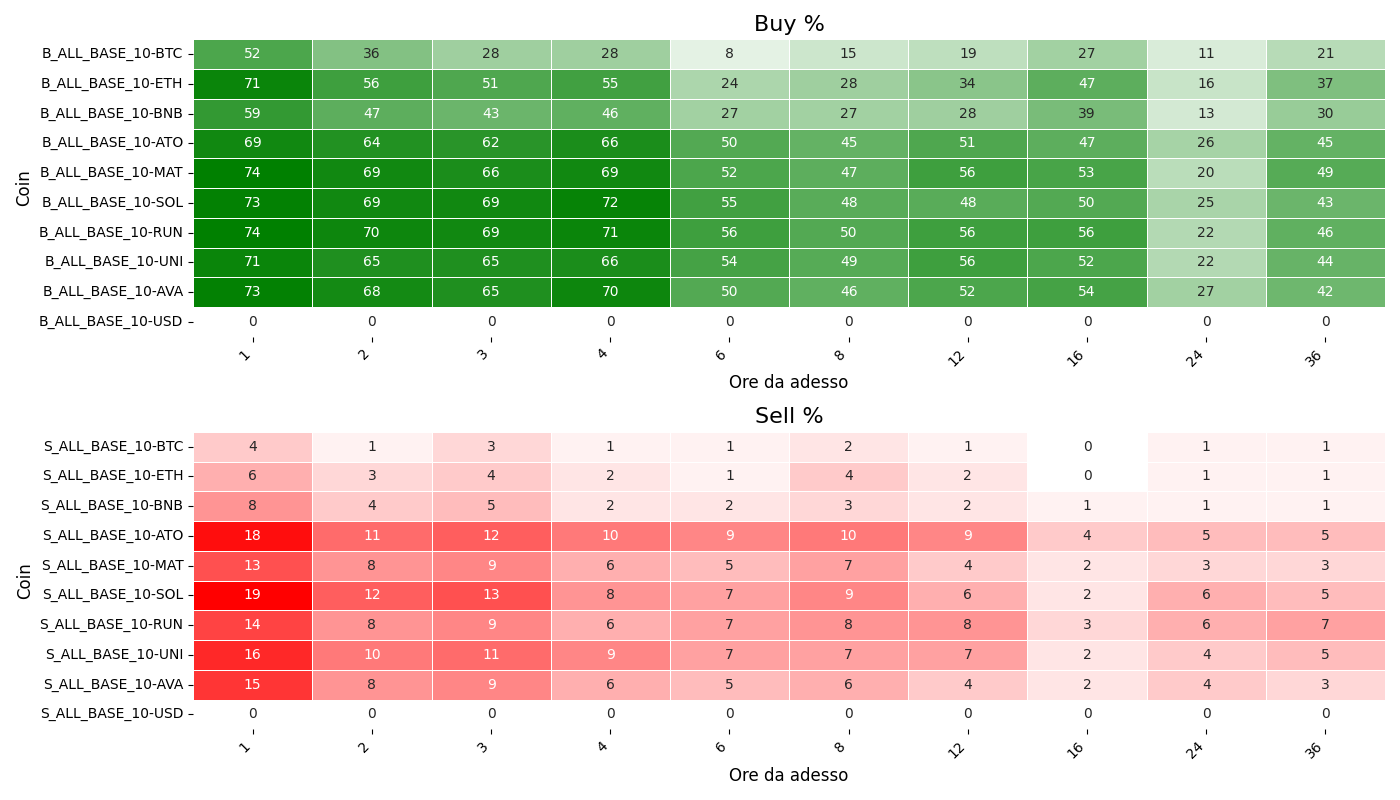 Buy %
Coin
B_ALL_BASE_10-BTC 52 36 28 28 8 15 19 27 11 21
B_ALL_BASE_10-ETH 71 56 51 55 24 28 34 47 16 37
B_ALL_BASE_10-BNB 59 47 43 46 27 27 28 39 13 30
B_ALL_BASE_10-ATO 69 64 62 66 50 45 51 47 26 45
B_ALL_BASE_10-MAT 74 69 66 69 52 47 56 53 20 49
B_ALL_BASE_10-SOL 73 69 69 72 55 48 48 50 25 43
B_ALL_BASE_10-RUN 74 70 69 71 56 50 56 56 22 46
B_ALL_BASE_10-UNI 71 65 65 66 54 49 56 52 22 44
B_ALL_BASE_10-AVA 73 68 65 70 50 46 52 54 27 42
B_ALL_BASE_10-USD 0 0 0 0 0 0 0 0 0 0
1 2 3 4 6 8 12 16 24 36
Ore da adesso
Sell %
Coin
S_ALL_BASE_10-BTC 4 1 3 1 1 2 1 0 1 1
S_ALL_BASE_10-ETH 6 3 4 2 1 4 2 0 1 1
S_ALL_BASE_10-BNB 8 4 5 2 2 3 2 1 1 1
S_ALL_BASE_10-ATO 18 11 12 10 9 10 9 4 5 5
S_ALL_BASE_10-MAT 13 8 9 6 5 7 4 2 3 3
S_ALL_BASE_10-SOL 19 12 13 8 7 9 6 2 6 5
S_ALL_BASE_10-RUN 14 8 9 6 7 8 8 3 6 7
S_ALL_BASE_10-UNI 16 10 11 9 7 7 7 2 4 5
S_ALL_BASE_10-AVA 15 8 9 6 5 6 4 2 4 3
S_ALL_BASE_10-USD 0 0 0 0 0 0 0 0 0 0
1 2 3 4 6 8 12 16 24 36
Ore da adesso